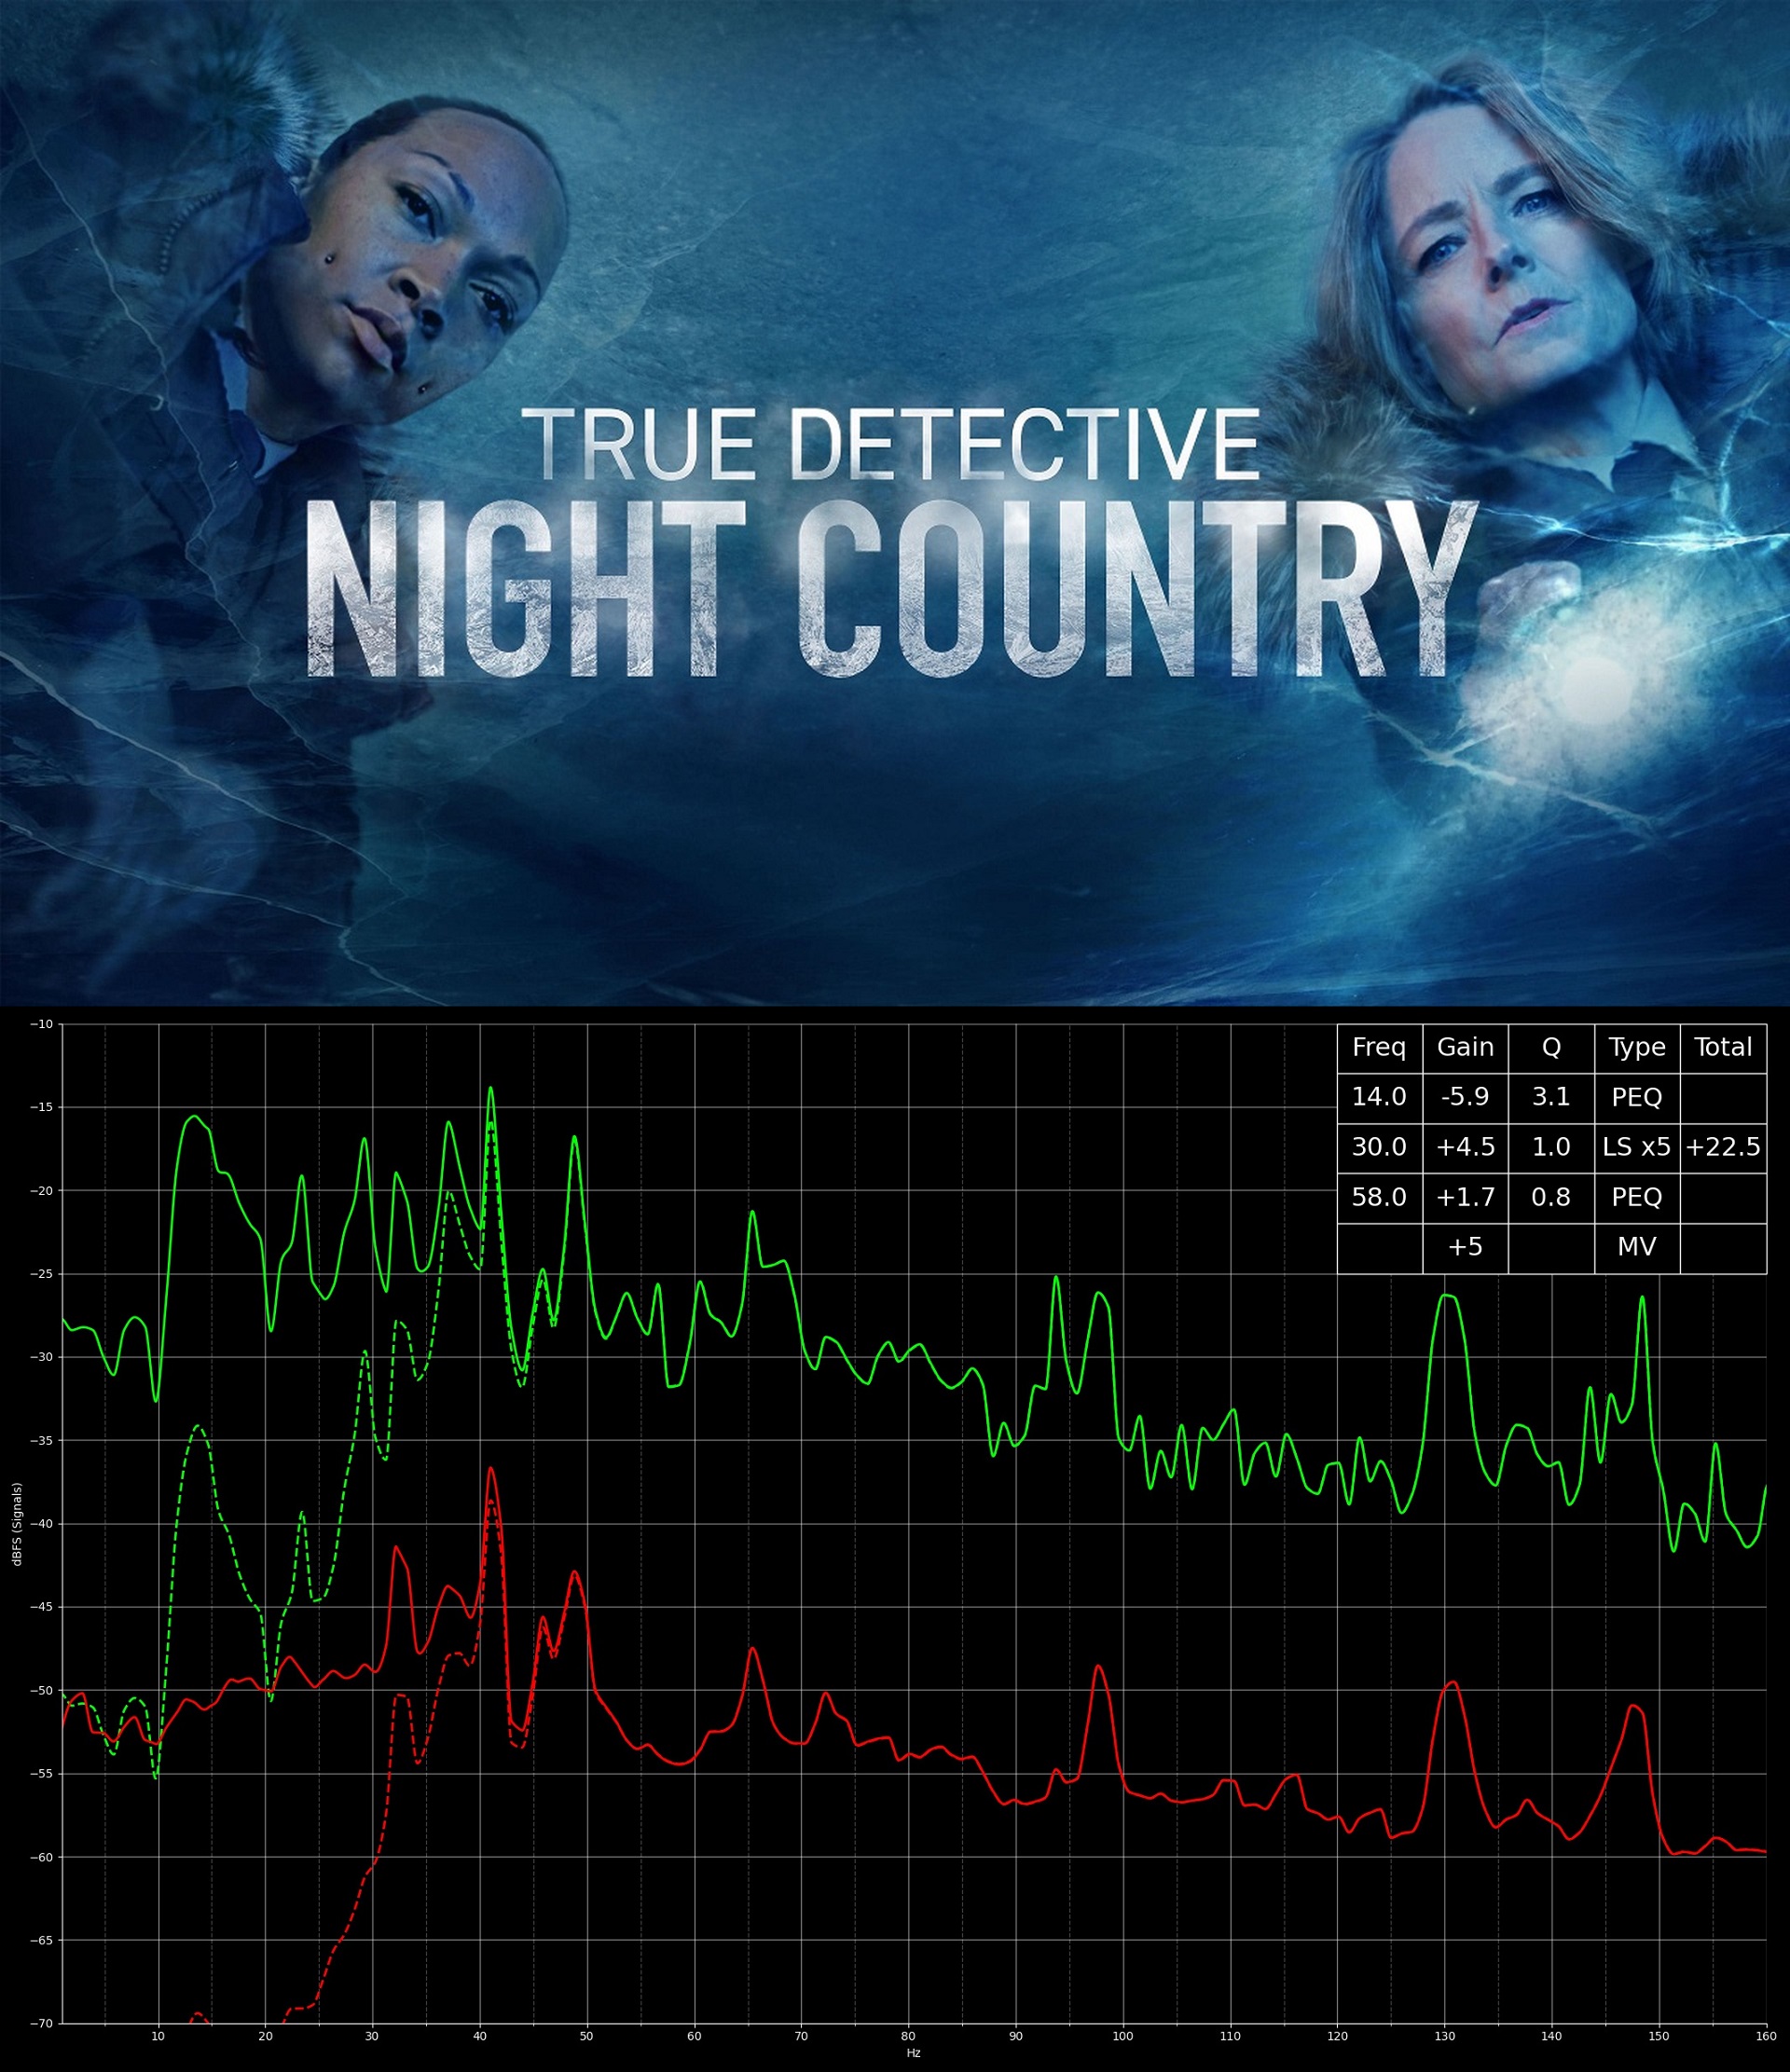 TRUE DETECTIVE
NIGHT COUNTRY
Freq Gain Q Type Total
14.0 -5.9 3.1 PEQ
30.0 +4.5 1.0 LS x5 +22.5
58.0 +1.7 0.8 PEQ
+5 MV
−10
−15
−20
−25
−30
−35
−40
−45
−50
−55
−60
−65
−70
dBFS (Signals)
10 20 30 40 50 60 70 80 90 100 110 120 130 140 150 160
Hz